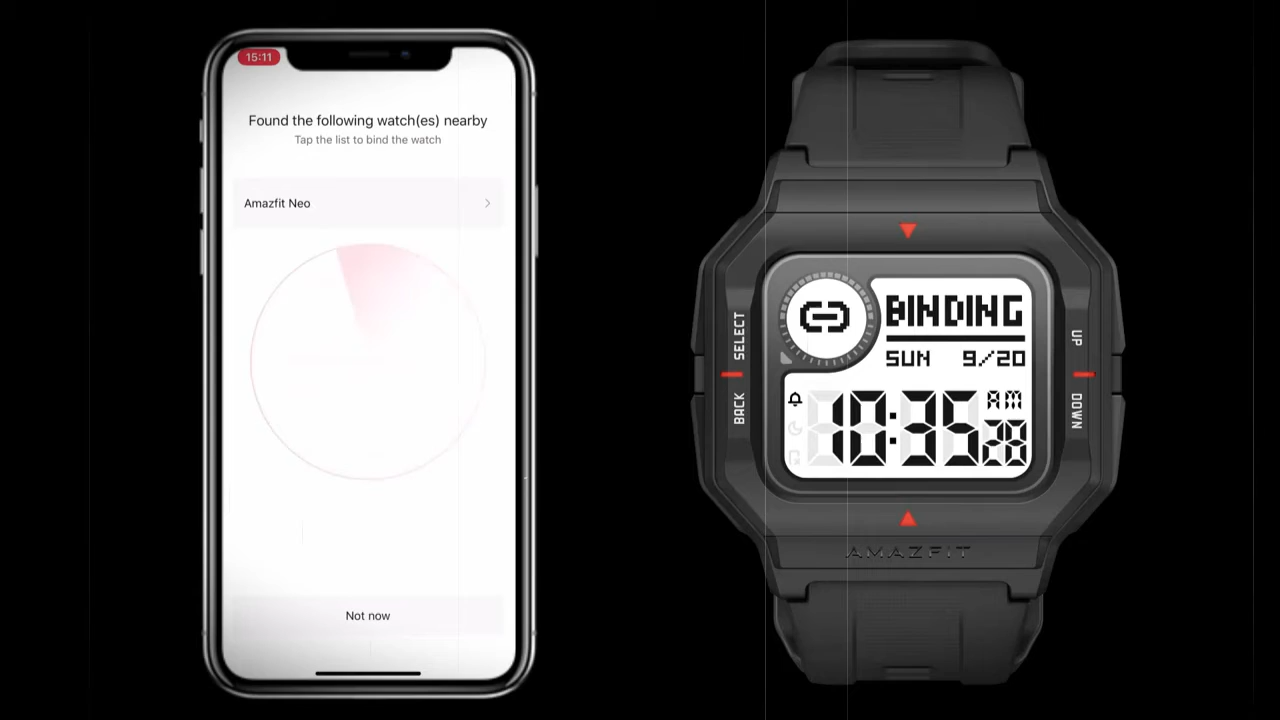 15:11
Found the following watch(es) nearby
Tap the list to bind the watch
Amazfit Neo
Not now
SELECT
BACK
UP
DOWN
BINDING
SUN 9/20
10:35 AM
28
AMAZFIT